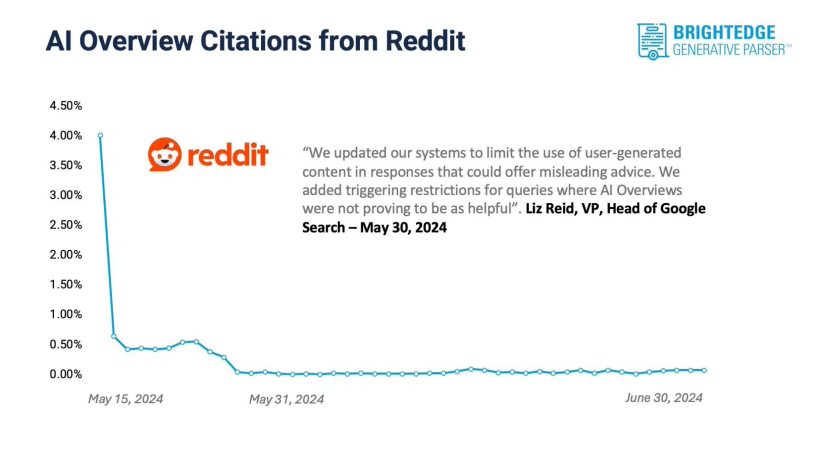 AI Overview Citations from Reddit
BRIGHTEDGE
GENERATIVE PARSER™
4.50%
4.00%
3.50%
3.00%
2.50%
2.00%
1.50%
1.00%
0.50%
0.00%
reddit
“We updated our systems to limit the use of user-generated
content in responses that could offer misleading advice. We
added triggering restrictions for queries where AI Overviews
were not proving to be as helpful”. Liz Reid, VP, Head of Google
Search – May 30, 2024
May 15, 2024
May 31, 2024
June 30, 2024